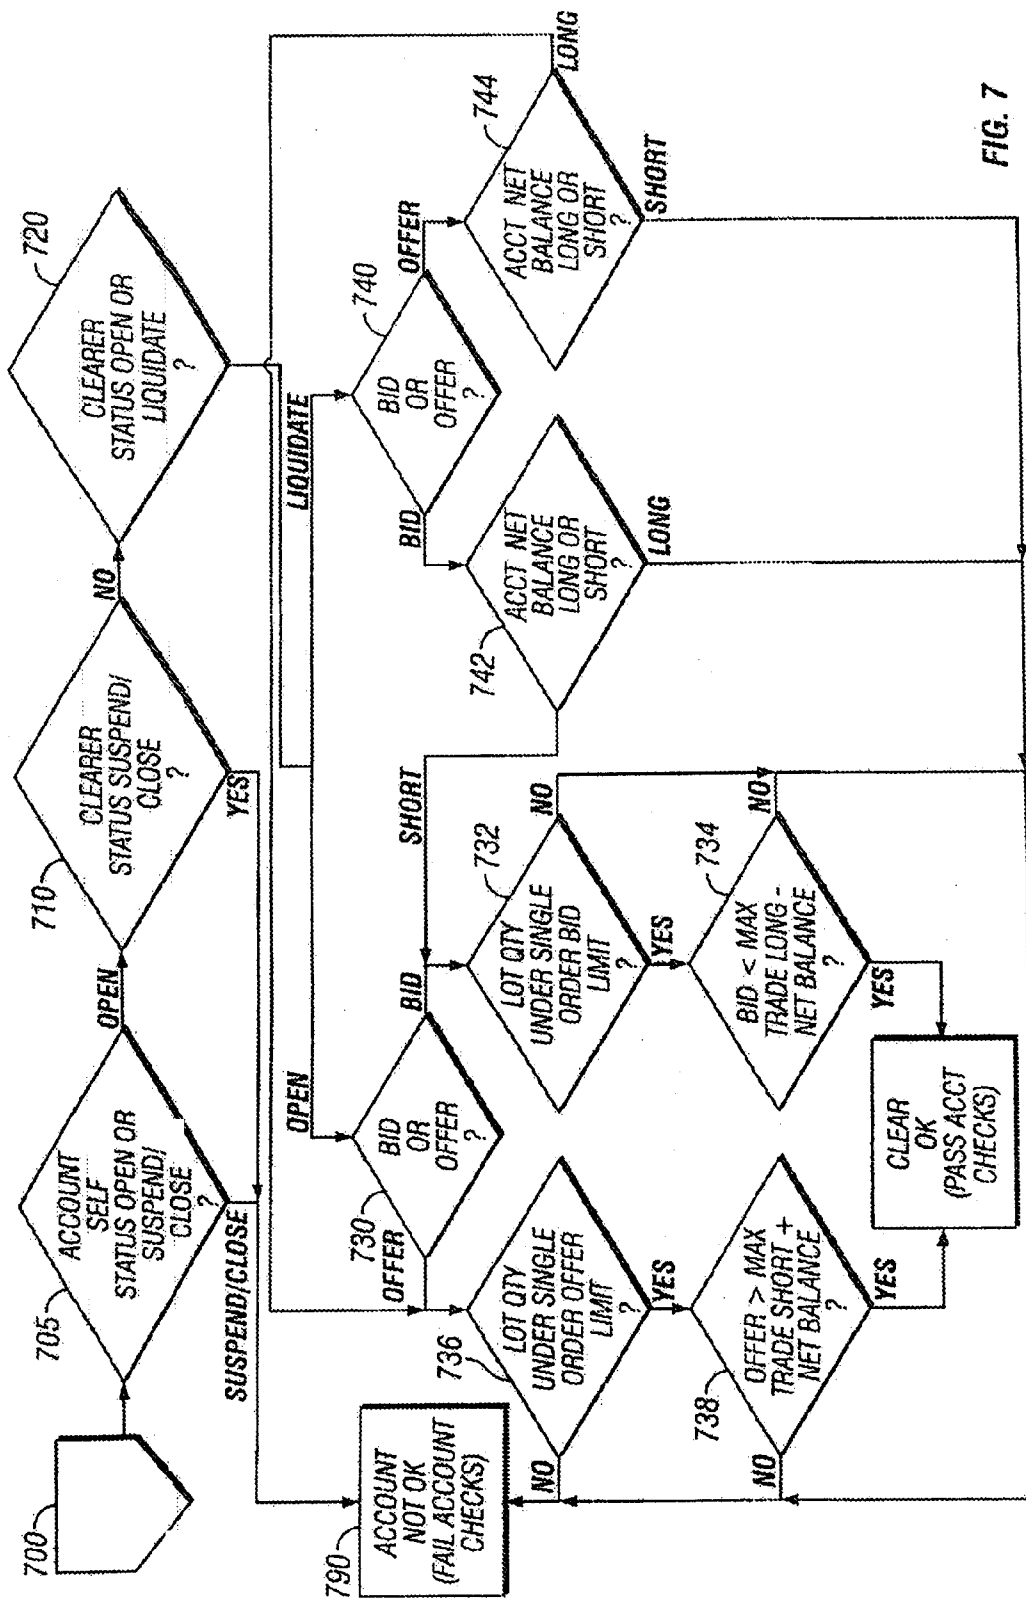 700
705
ACCOUNT
SELF
STATUS OPEN OR
SUSPEND/
CLOSE
?
OPEN
SUSPEND/CLOSE
710
CLEARER
STATUS SUSPEND/
CLOSE
?
NO
YES
720
CLEARER
STATUS OPEN OR
LIQUIDATE
?
OPEN
LIQUIDATE
730
BID
OR
OFFER
?
OFFER
BID
SHORT
740
BID
OR
OFFER
?
BID
OFFER
790
ACCOUNT
NOT OK
(FAIL ACCOUNT
CHECKS)
736
LOT QTY
UNDER SINGLE
ORDER OFFER
LIMIT
?
NO
YES
732
LOT QTY
UNDER SINGLE
ORDER BID
LIMIT
?
NO
YES
742
ACCT NET
BALANCE
LONG OR
SHORT
?
LONG
744
ACCT NET
BALANCE
LONG OR
SHORT
?
LONG
SHORT
738
OFFER > MAX
TRADE SHORT +
NET BALANCE
?
NO
YES
734
BID < MAX
TRADE LONG -
NET BALANCE
?
NO
YES
CLEAR
OK
(PASS ACCT
CHECKS)
FIG. 7